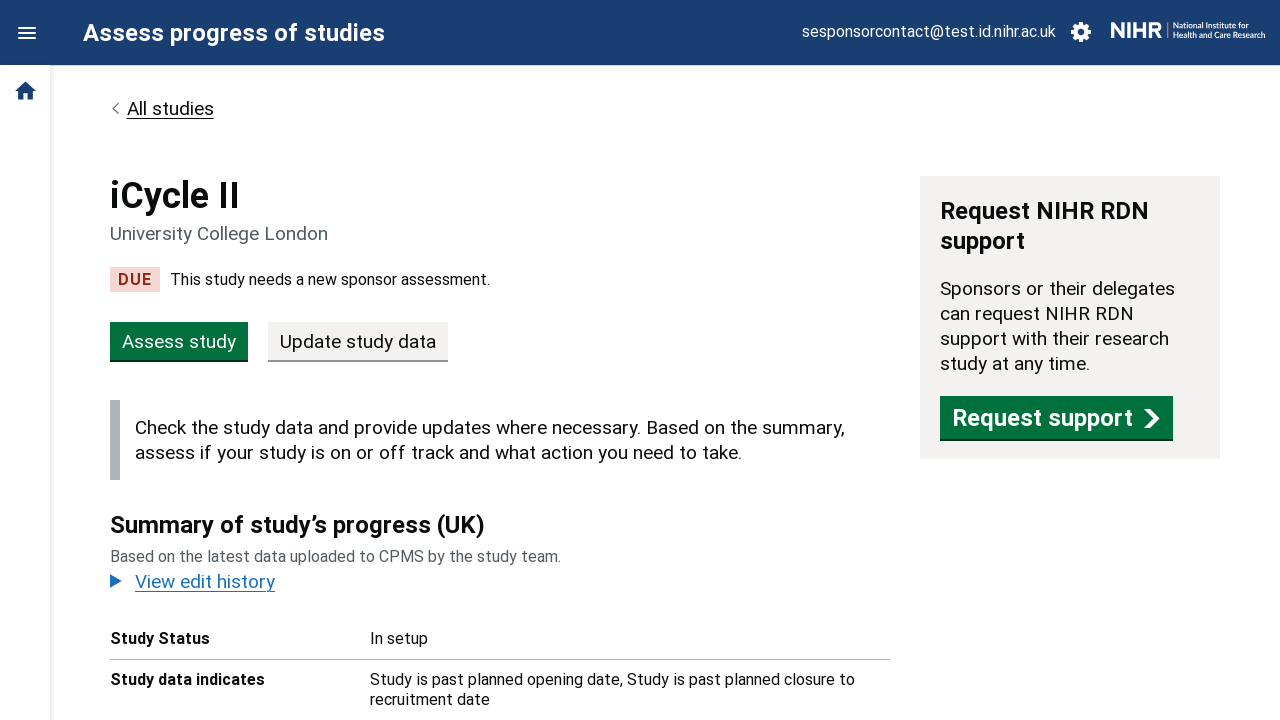 Assess progress of studies
sesponsorcontact@test.id.nihr.ac.uk
NIHR | National Institute for
Health and Care Research
All studies
iCycle II
University College London
DUE This study needs a new sponsor assessment.
Assess study
Update study data
Check the study data and provide updates where necessary. Based on the summary,
assess if your study is on or off track and what action you need to take.
Summary of study’s progress (UK)
Based on the latest data uploaded to CPMS by the study team.
View edit history
Study Status In setup
Study data indicates Study is past planned opening date, Study is past planned closure to
recruitment date
Request NIHR RDN
support
Sponsors or their delegates
can request NIHR RDN
support with their research
study at any time.
Request support